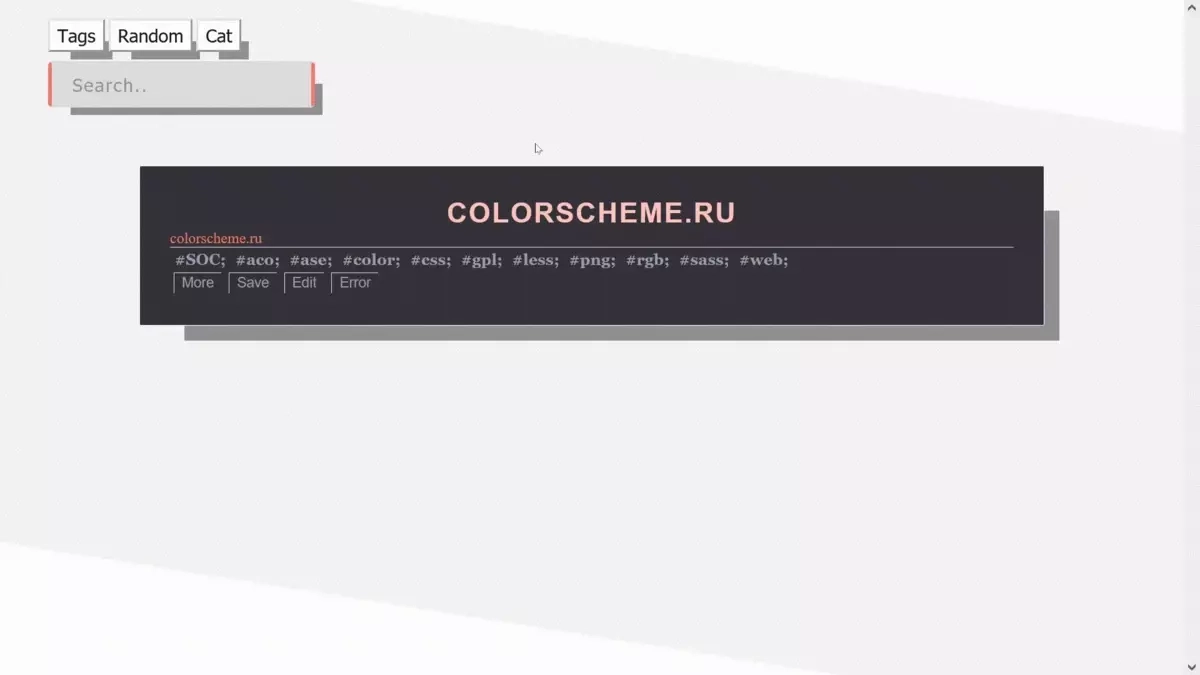 Tags Random Cat
Search..
COLORSCHEME.RU
colorscheme.ru
#SOC; #aco; #ase; #color; #css; #gpl; #less; #png; #rgb; #sass; #web;
More Save Edit Error